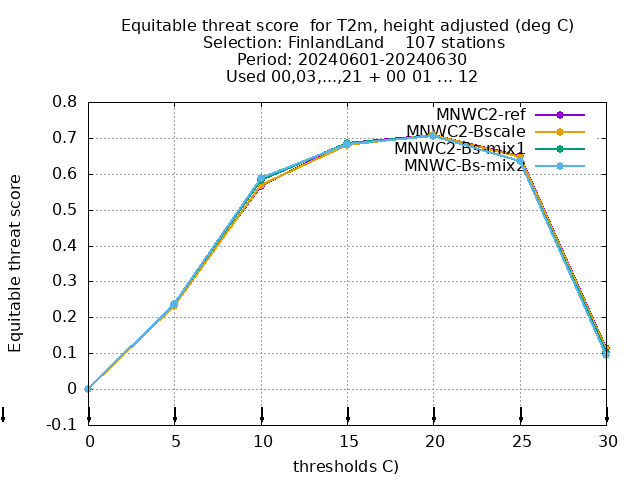 Equitable threat score for T2m, height adjusted (deg C)
Selection: FinlandLand 107 stations
Period: 20240601-20240630
Used 00,03,...,21 + 00 01 ... 12
Equitable threat score
0.8
0.7
0.6
0.5
0.4
0.3
0.2
0.1
0
-0.1
MNWC2-ref
MNWC2-Bscale
MNWC2-Bs-mix1
MNWC-Bs-mix2
0 5 10 15 20 25 30
thresholds C)